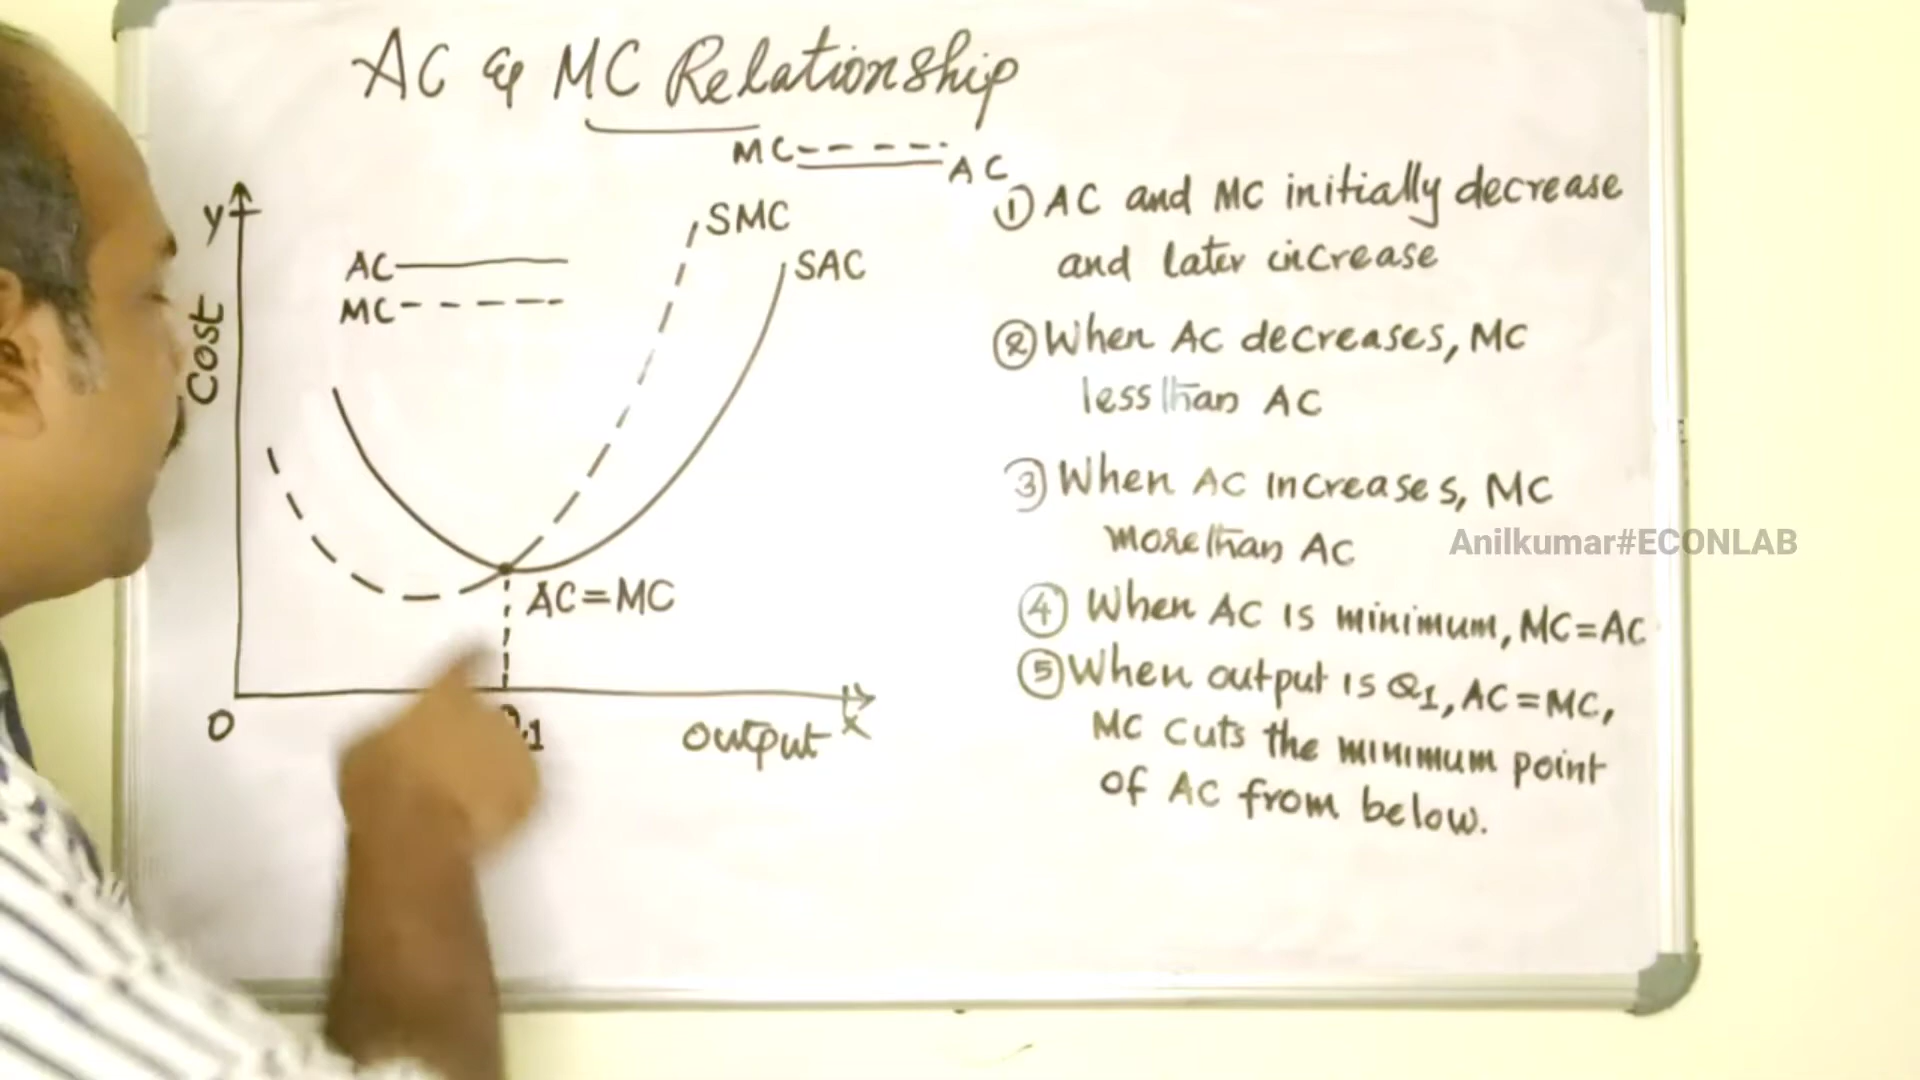 AC & MC Relationship
MC
AC
y
Cost
AC
MC
SMC
SAC
AC=MC
0
1
output
x
① AC and MC initially decrease
and later increase
② When AC decreases, MC
less than AC
③ When AC increases, MC
more than AC
④ When AC is minimum, MC=AC
⑤ When output is Q1, AC=MC,
MC cuts the minimum point
of AC from below.
Anilkumar#ECONLAB